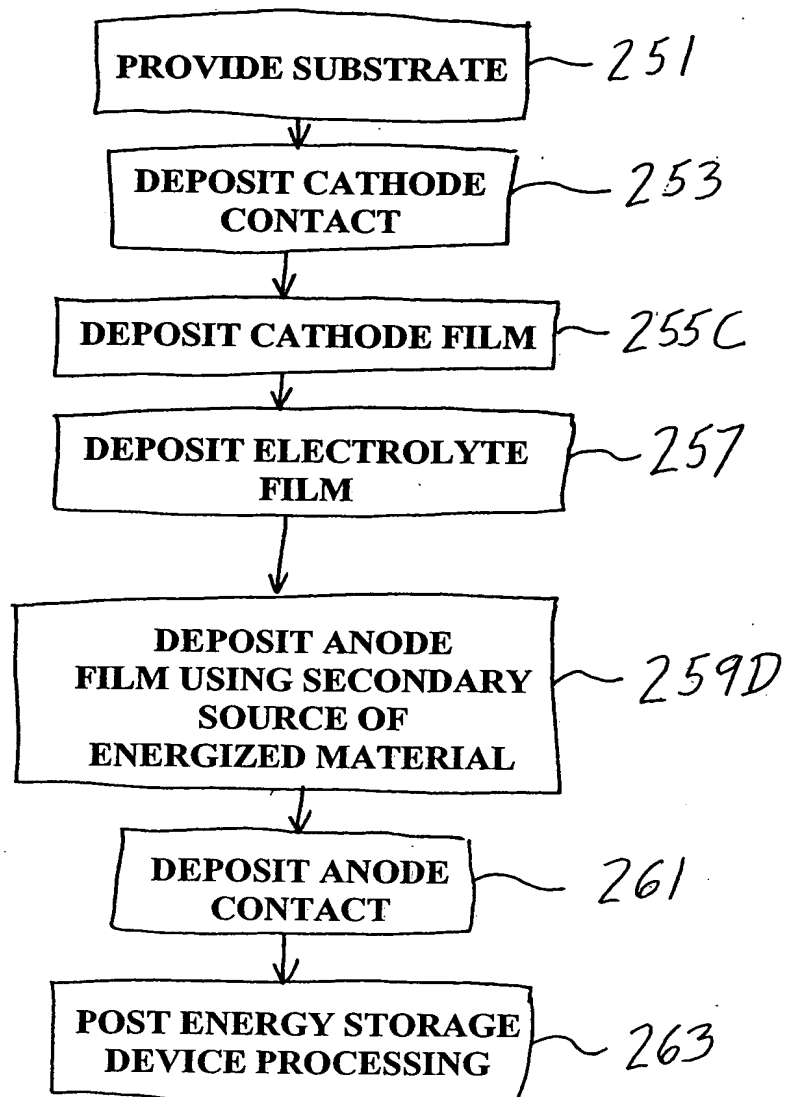 PROVIDE SUBSTRATE 251
DEPOSIT CATHODE
CONTACT
253
DEPOSIT CATHODE FILM 255C
DEPOSIT ELECTROLYTE
FILM
257
DEPOSIT ANODE
FILM USING SECONDARY
SOURCE OF
ENERGIZED MATERIAL
259D
DEPOSIT ANODE
CONTACT
261
POST ENERGY STORAGE
DEVICE PROCESSING
263